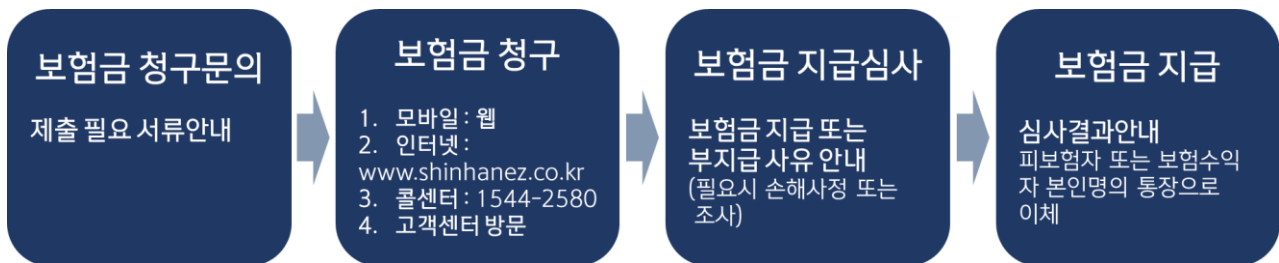 보험금 청구문의
제출 필요 서류안내
보험금 청구
1. 모바일 : 웹
2. 인터넷 :
www.shinhanez.co.kr
3. 콜센터 : 1544-2580
4. 고객센터 방문
보험금 지급심사
보험금 지급 또는
부지급 사유 안내
(필요시 손해사정 또는
조사)
보험금 지급
심사결과안내
피보험자 또는 보험수익
자 본인명의 통장으로
이체